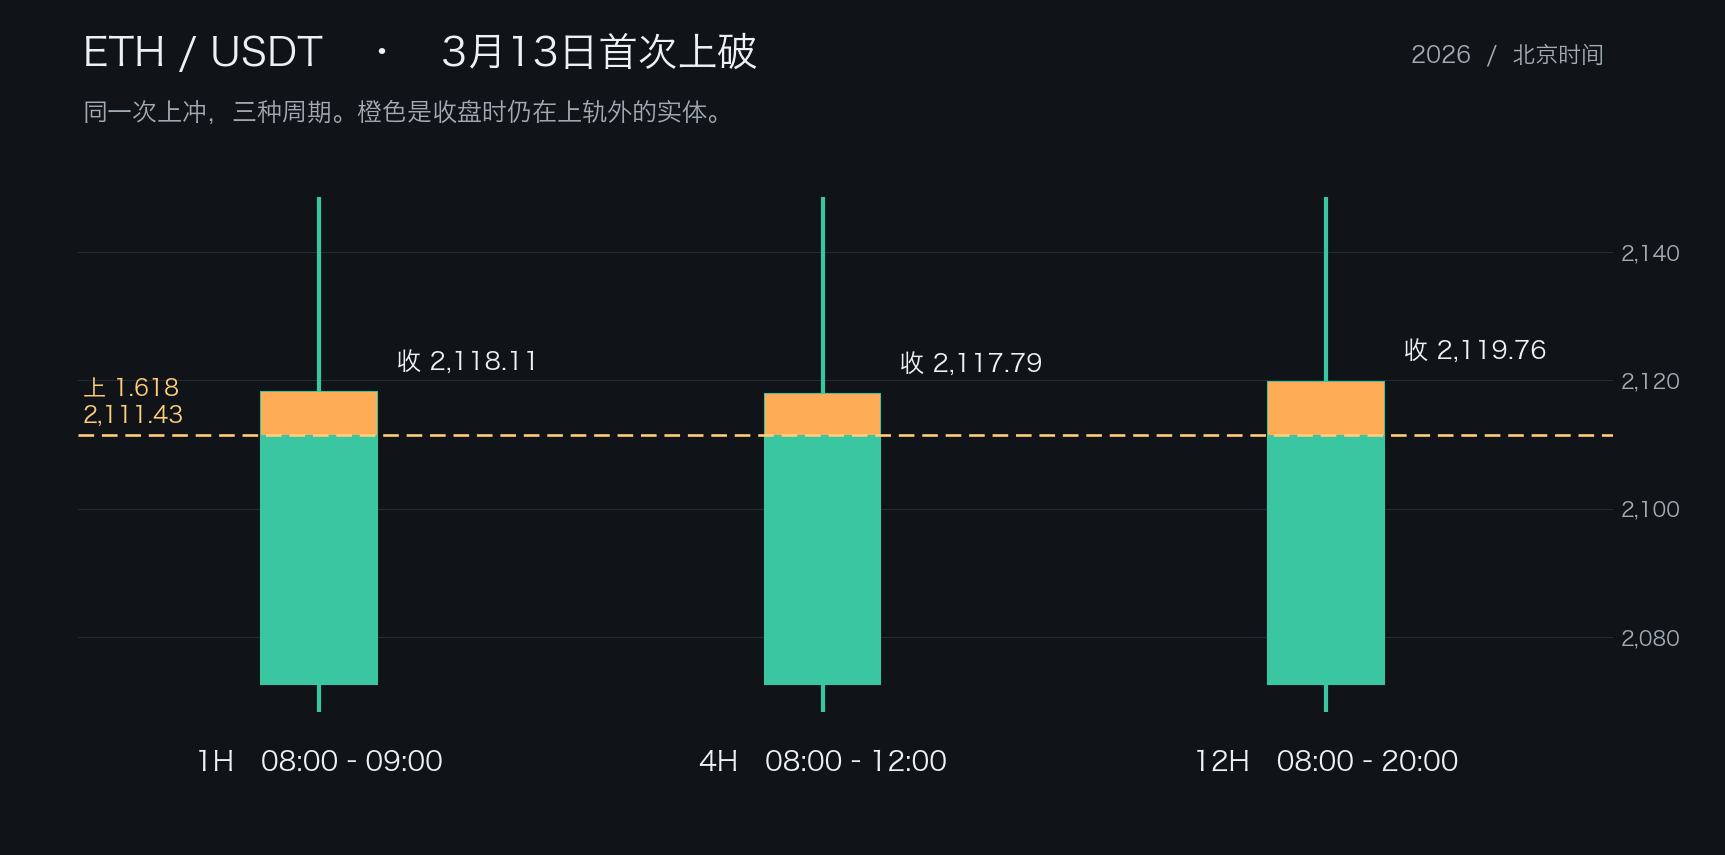 ETH / USDT · 3月13日首次上破
2026 / 北京时间
同一次上冲，三种周期。橙色是收盘时仍在上轨外的实体。
2,140
收 2,118.11
收 2,117.79
收 2,119.76
上 1.618
2,111.43
2,120
2,100
2,080
1H 08:00 - 09:00
4H 08:00 - 12:00
12H 08:00 - 20:00